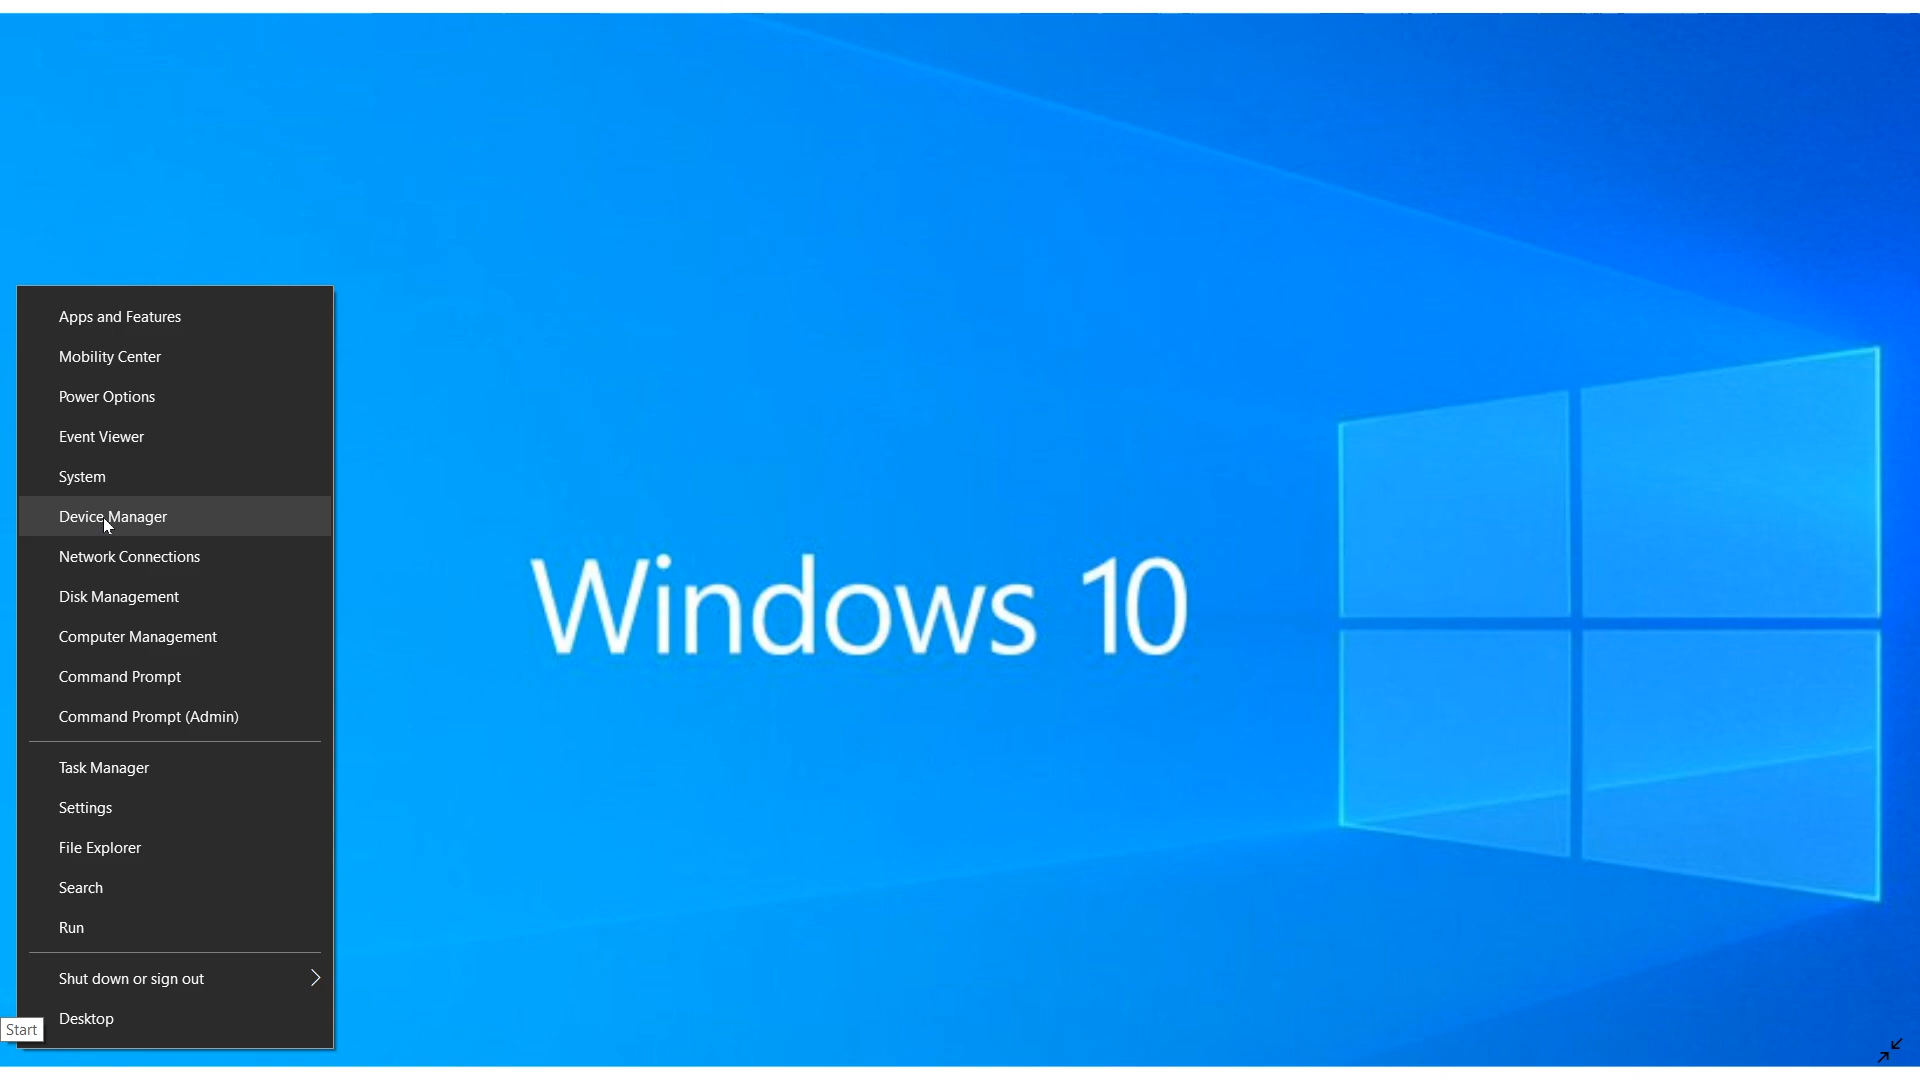 Apps and Features
Mobility Center
Power Options
Event Viewer
System
Device Manager
Network Connections
Disk Management
Computer Management
Command Prompt
Command Prompt (Admin)
Task Manager
Settings
File Explorer
Search
Run
Shut down or sign out
Desktop
Start
Windows 10